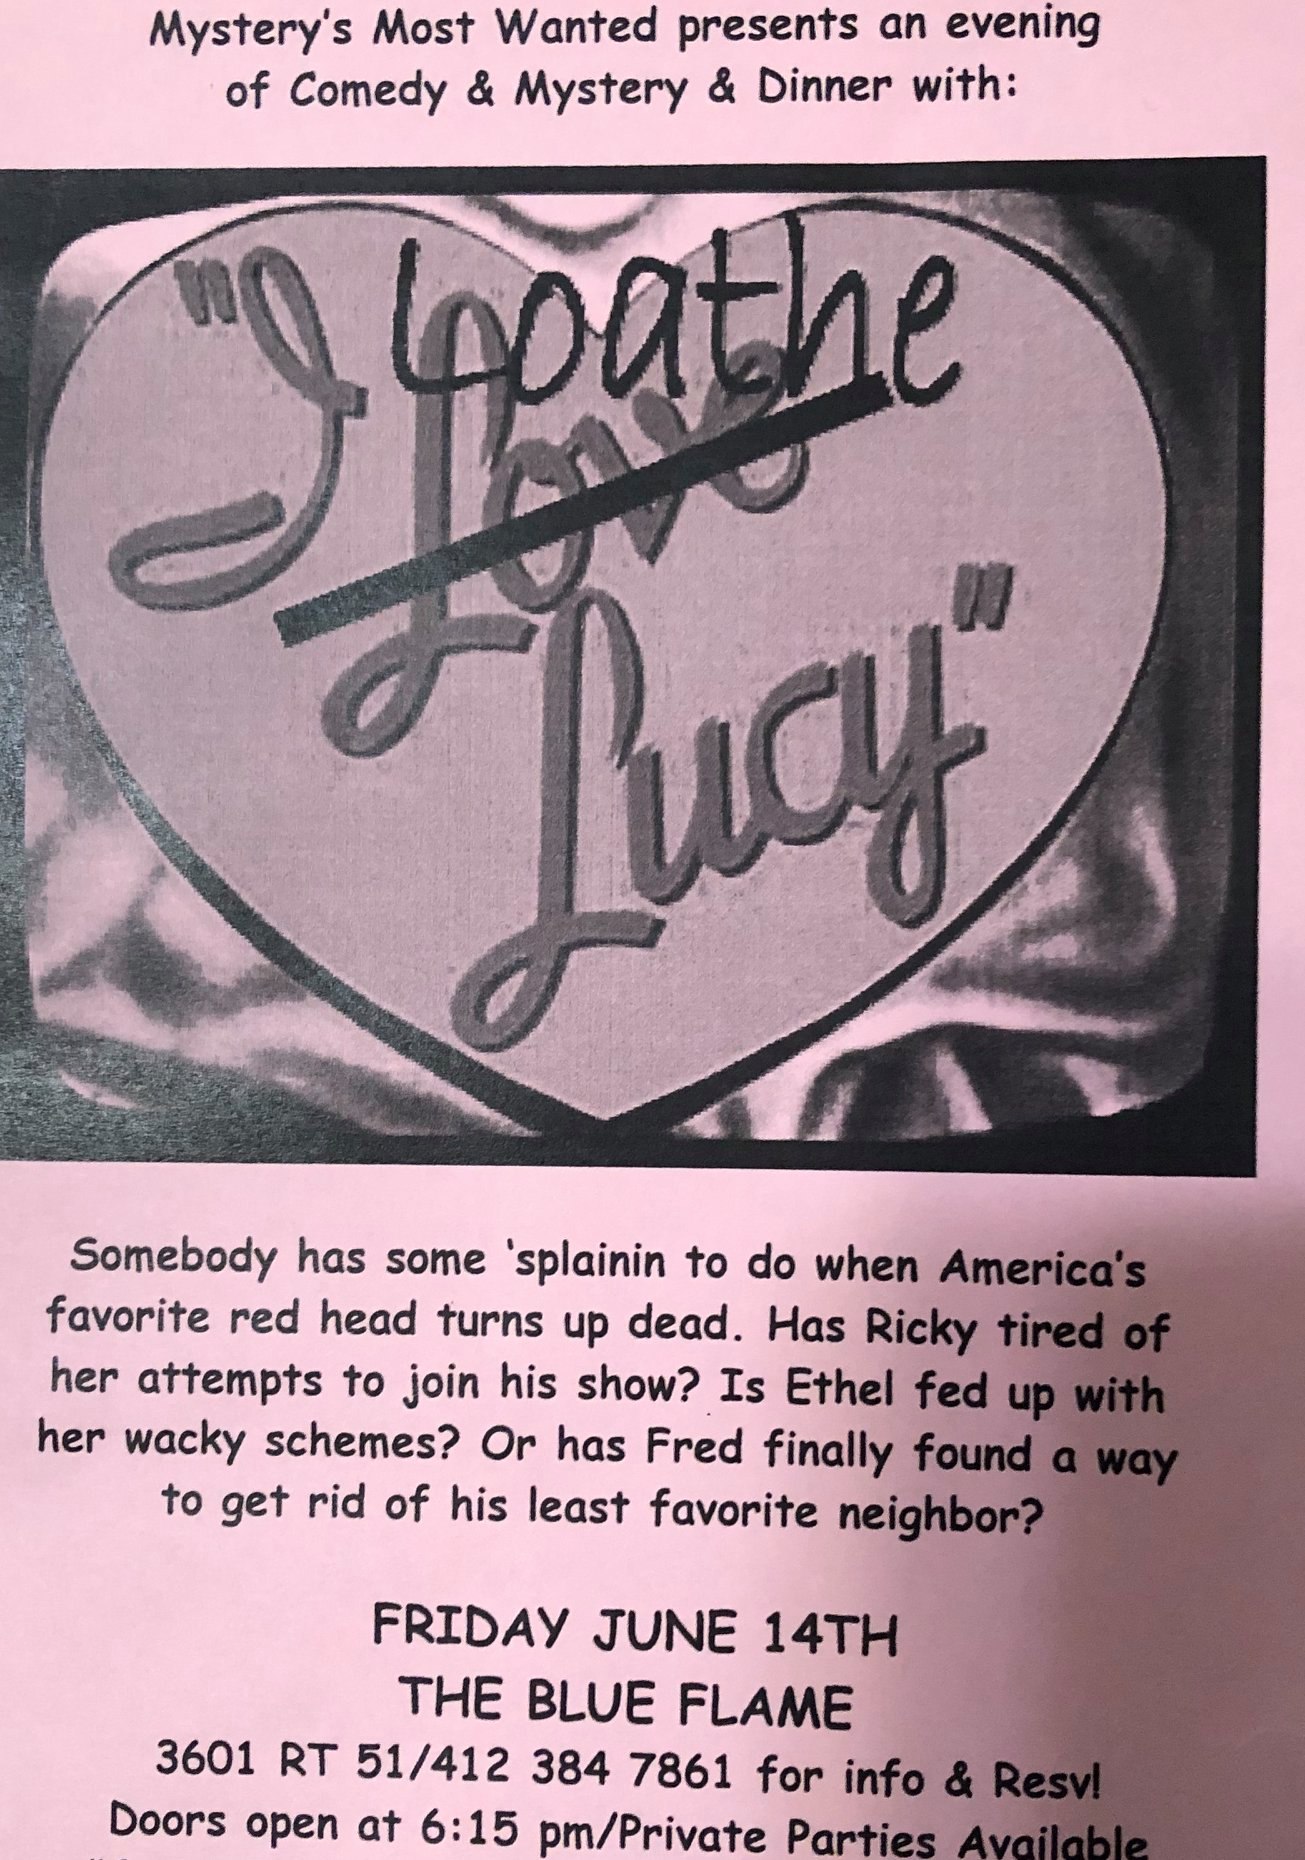 Mystery's Most Wanted presents an evening
of Comedy & Mystery & Dinner with:
"I Loathe
Love
Lucy"
Somebody has some 'splainin to do when America's
favorite red head turns up dead. Has Ricky tired of
her attempts to join his show? Is Ethel fed up with
her wacky schemes? Or has Fred finally found a way
to get rid of his least favorite neighbor?
FRIDAY JUNE 14TH
THE BLUE FLAME
3601 RT 51/412 384 7861 for info & Resv!
Doors open at 6:15 pm/Private Parties Available